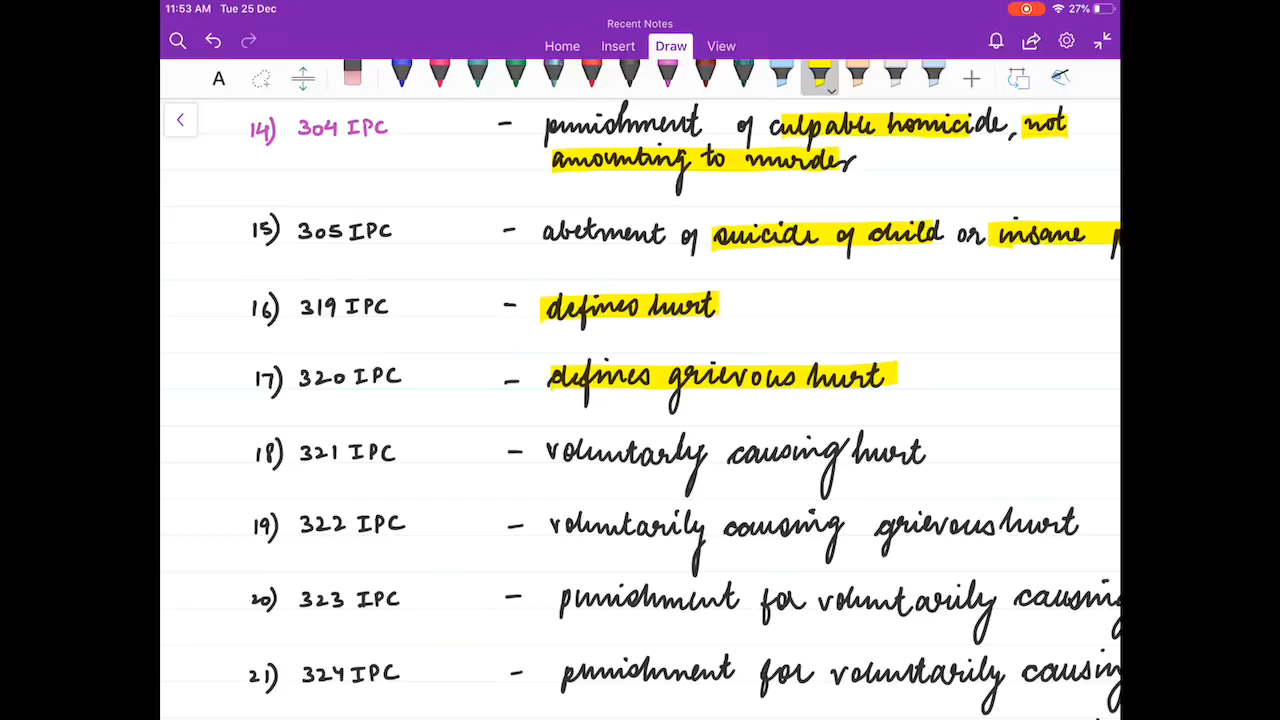 11:53 AM Tue 25 Dec
27%
Recent Notes
Home Insert Draw View
A
14) 304 IPC - punishment of culpable homicide, not
amounting to murder
15) 305 IPC - abetment of suicide of child or insane p
16) 319 IPC - defines hurt
17) 320 IPC - defines grievous hurt
18) 321 IPC - voluntarly causing hurt
19) 322 IPC - voluntarily causing grievous hurt
20) 323 IPC - punishment for voluntarily causing
21) 324 IPC - punishment for voluntarily causing